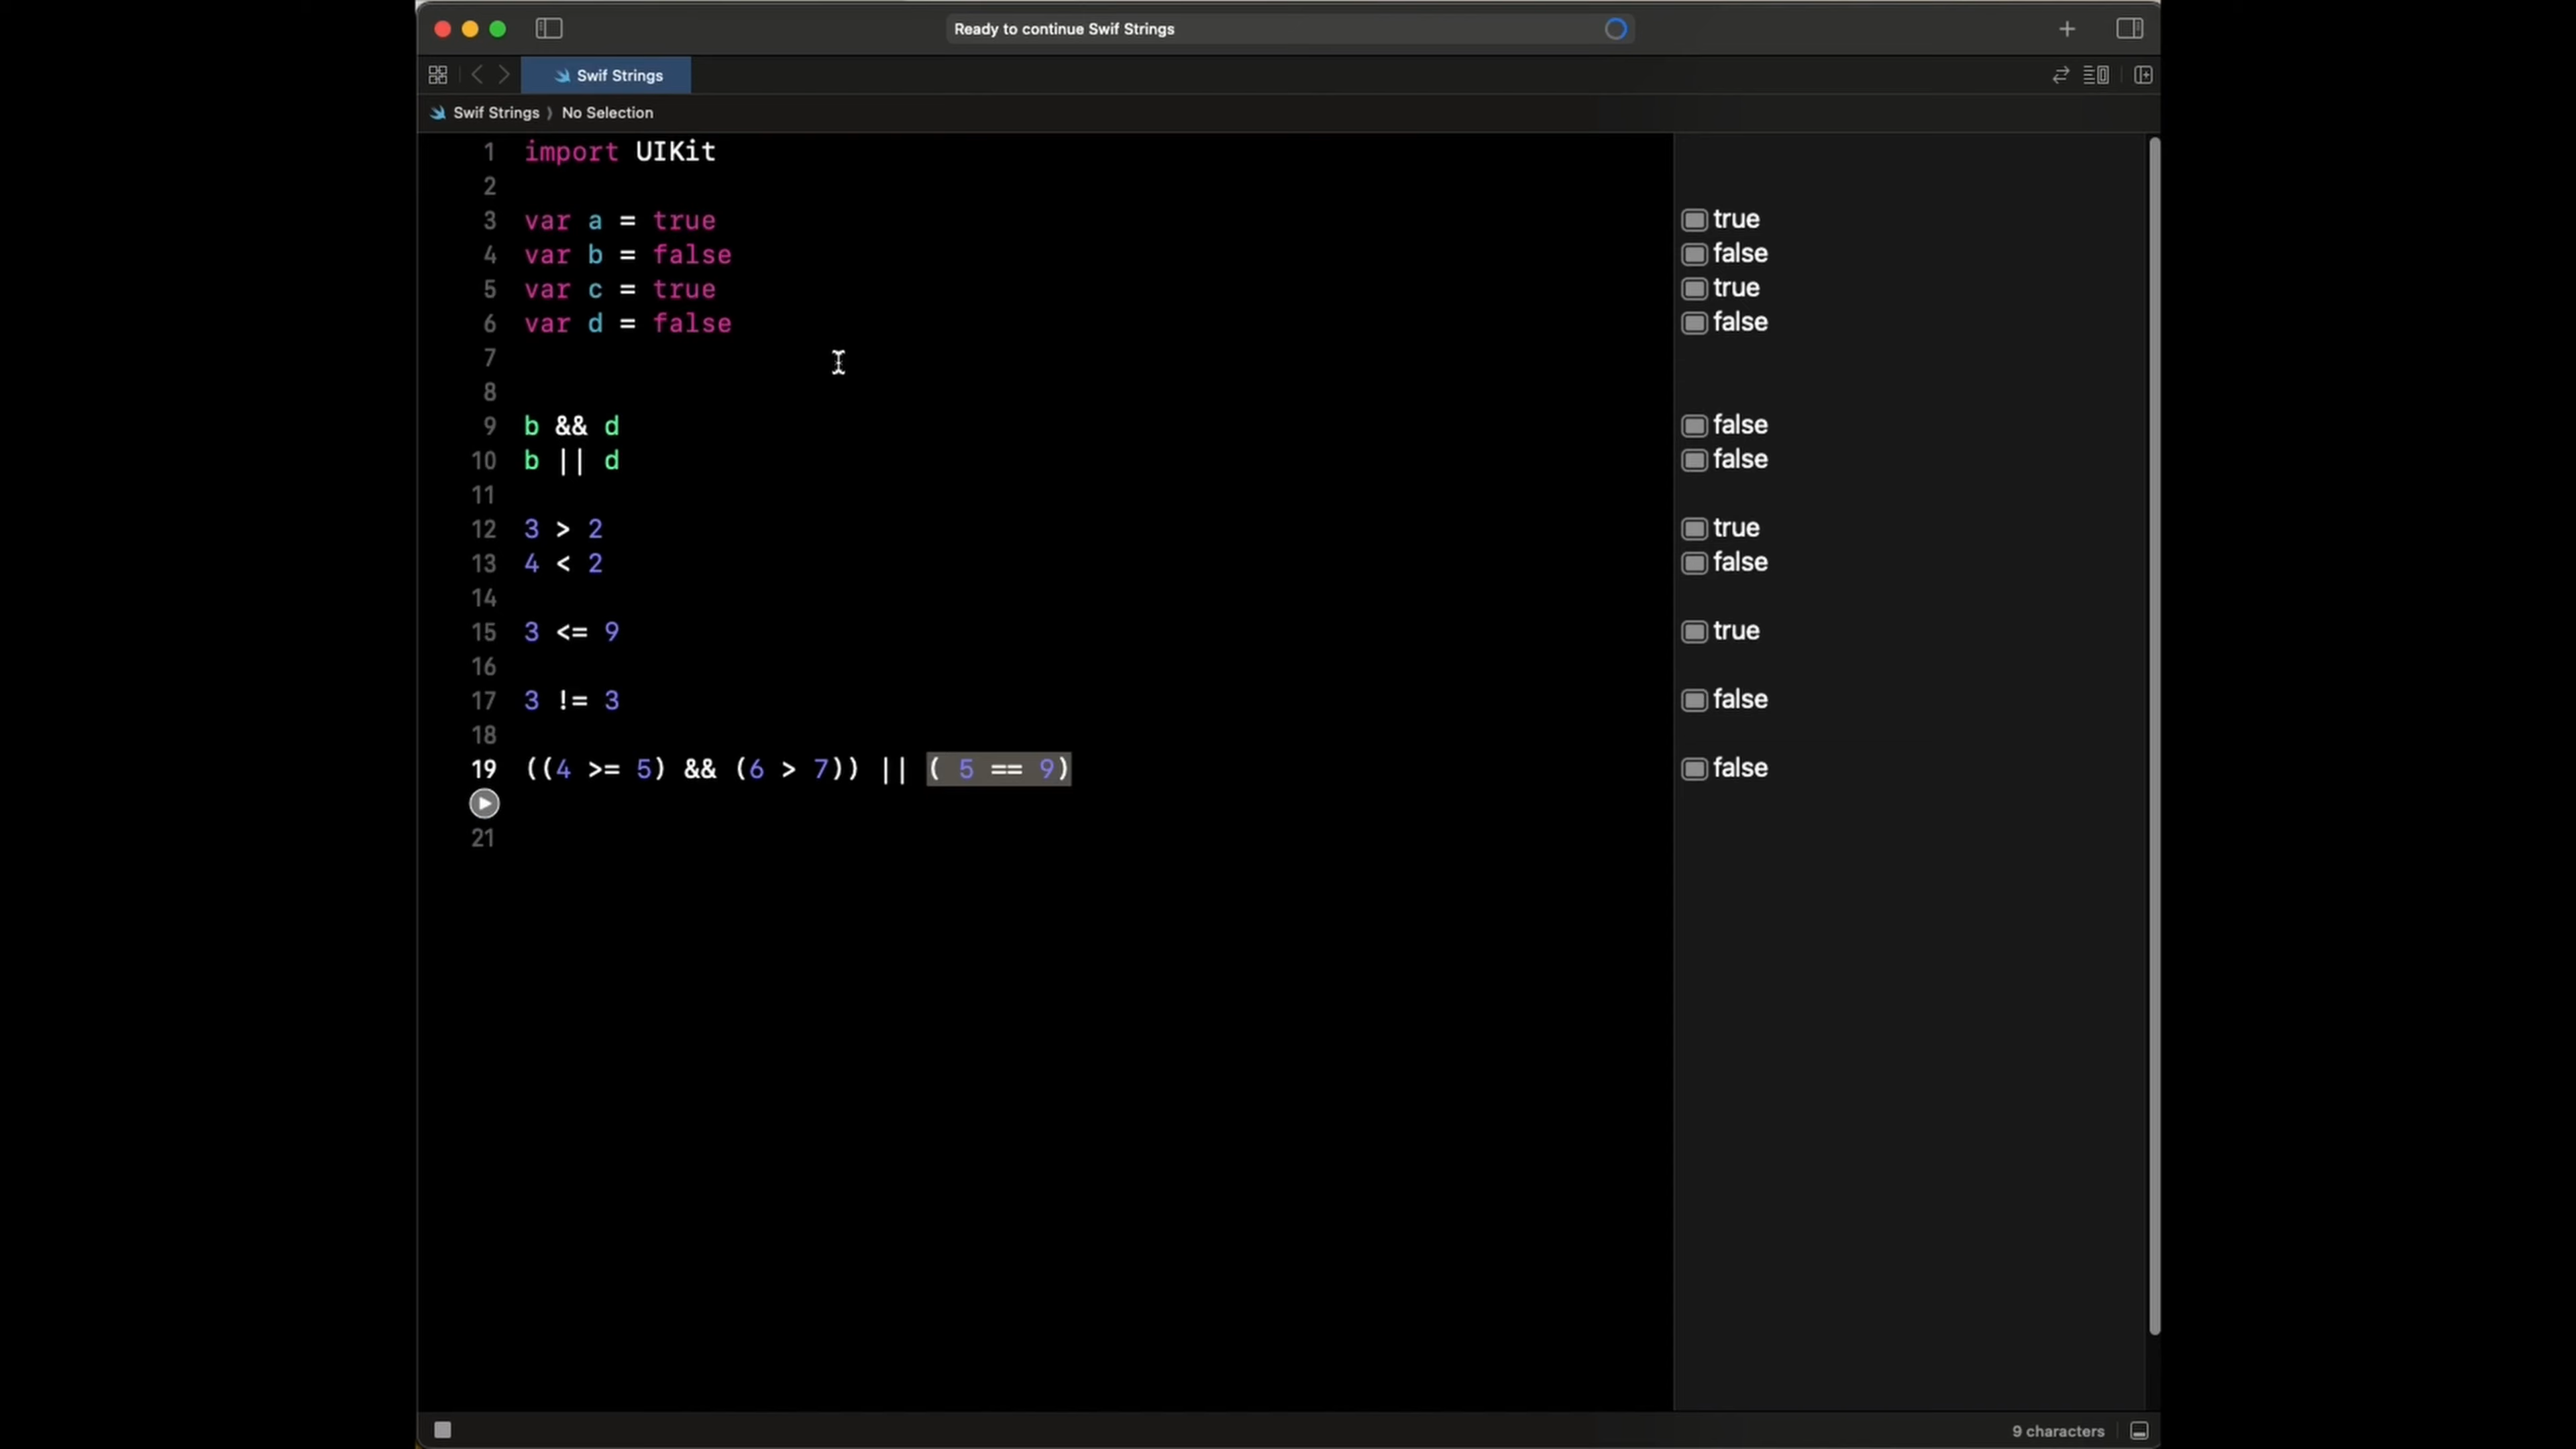 Ready to continue Swif Strings
Swif Strings
Swif Strings 〉 No Selection
1 import UIKit
2
3 var a = true true
4 var b = false false
5 var c = true true
6 var d = false false
7
8
9 b && d false
10 b || d false
11
12 3 > 2 true
13 4 < 2 false
14
15 3 <= 9 true
16
17 3 != 3 false
18
19 ((4 >= 5) && (6 > 7)) || ( 5 == 9) false
21
9 characters